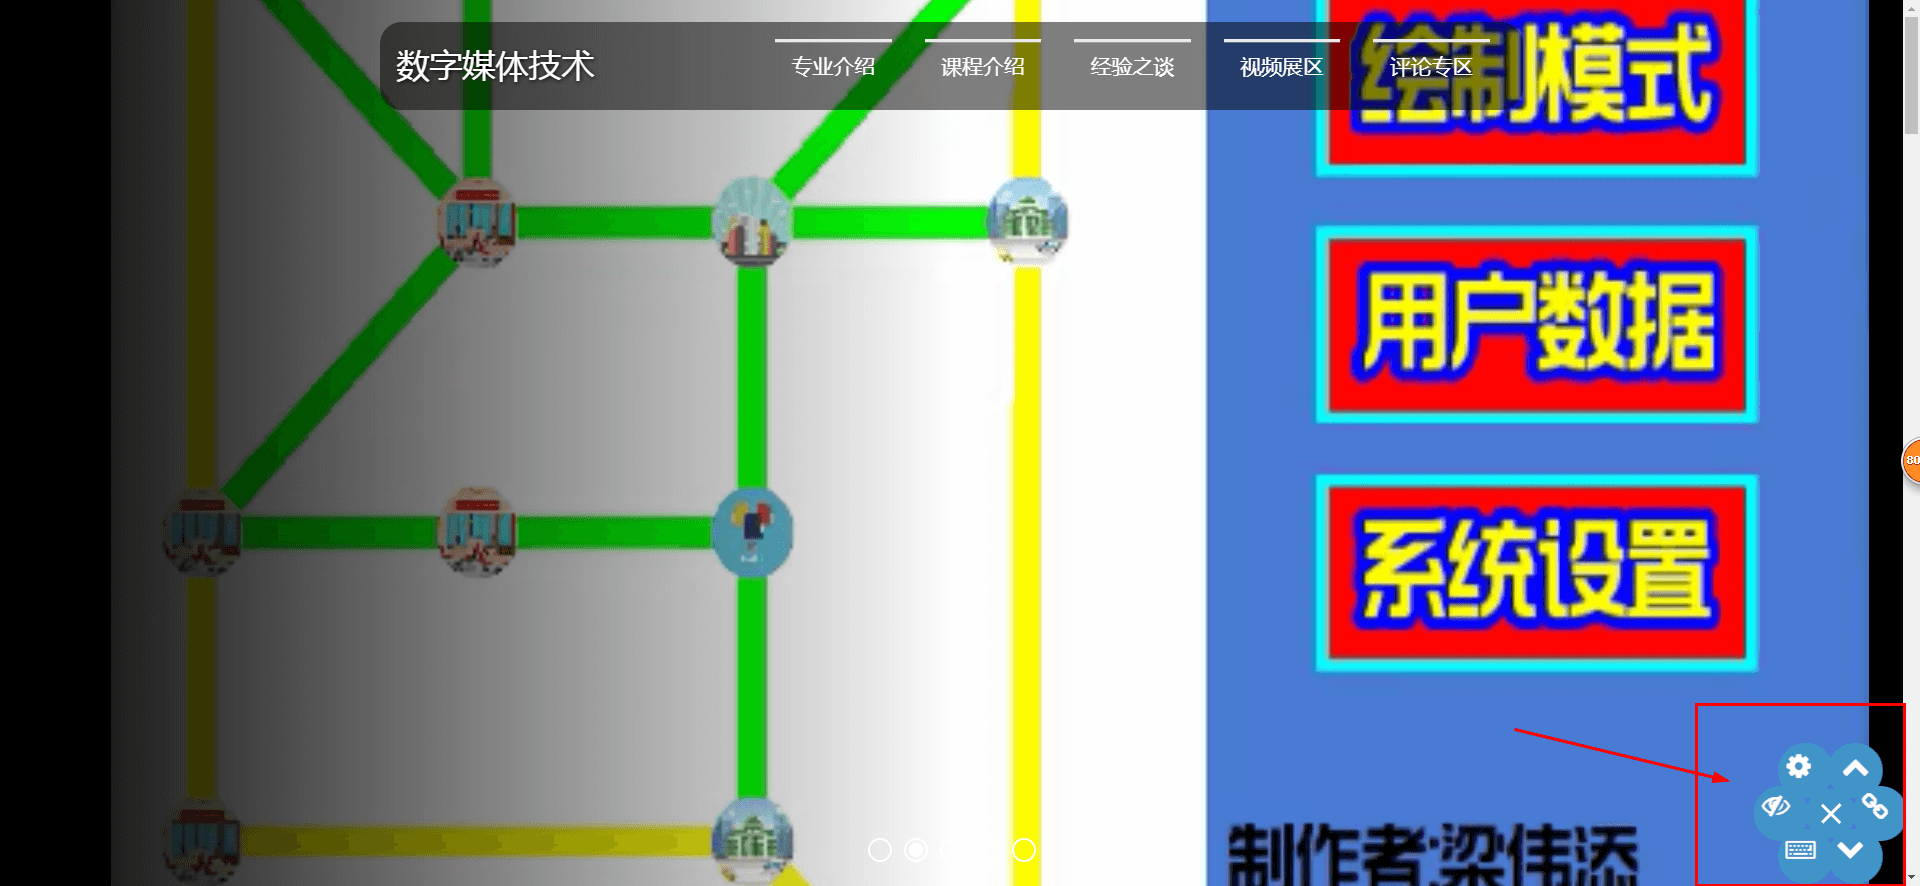 数字媒体技术
专业介绍
课程介绍
经验之谈
视频展区
评论专区
绘制模式
用户数据
系统设置
80
制作者:梁伟添